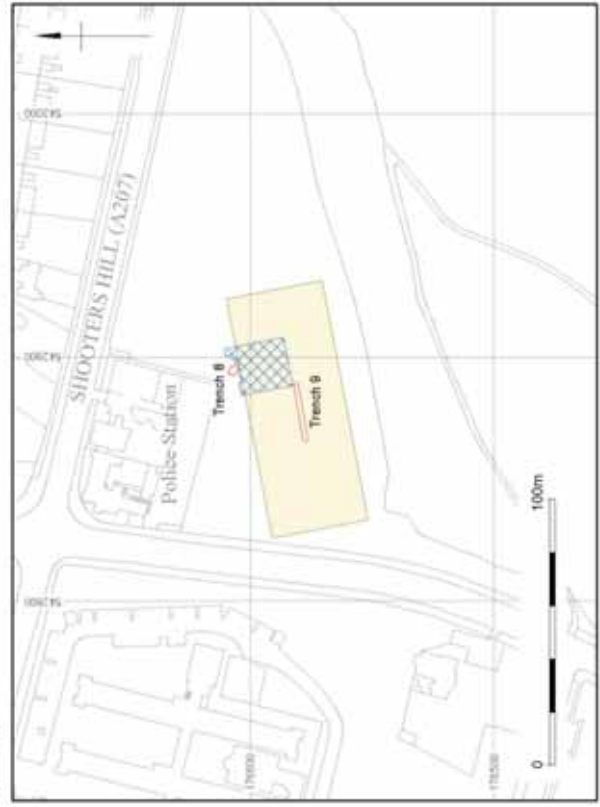 SHOOTERS HILL (A207)
Police Station
Trench 8
Trench 9
0
100m